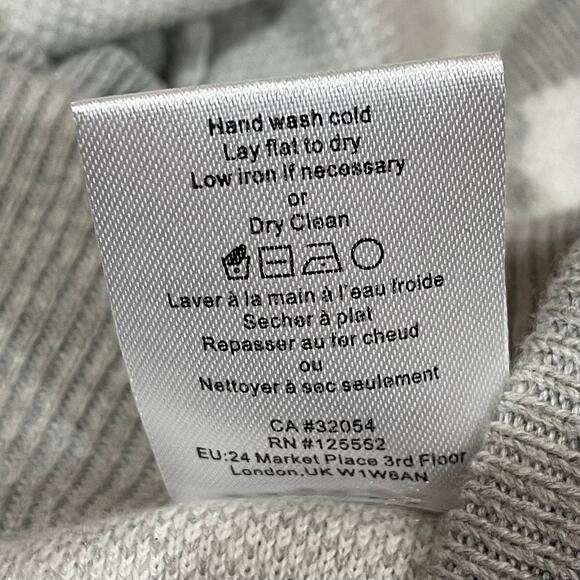 Hand wash cold
Lay flat to dry
Low iron if necessary
or
Dry Clean
Laver à la main à l'eau froide
Secher à plat
Repasser au fer chaud
ou
Nettoyer à sec seulement
CA #32054
RN #125552
EU:24 Market Place 3rd Floor
London,UK W1W8AN